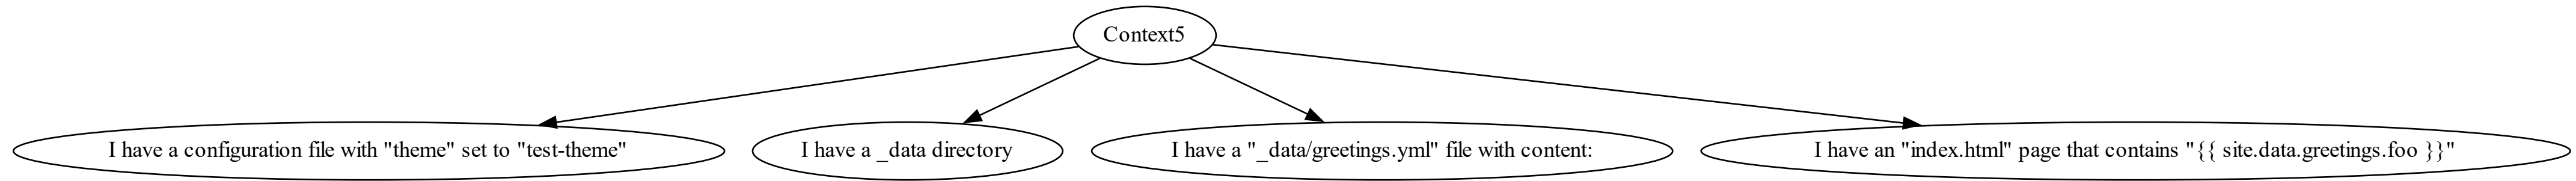 Context5
I have a configuration file with "theme" set to "test-theme"
I have a _data directory
I have a "_data/greetings.yml" file with content:
I have an "index.html" page that contains "{{ site.data.greetings.foo }}"